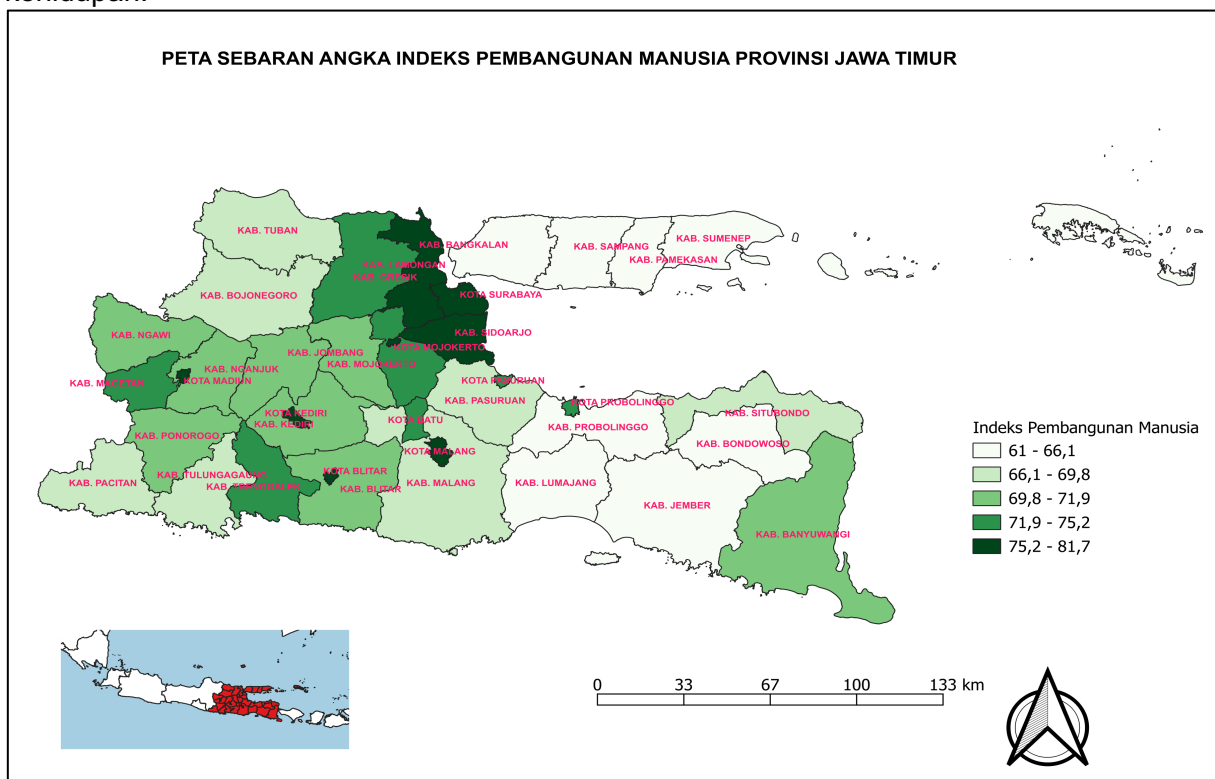 PETA SEBARAN ANGKA INDEKS PEMBANGUNAN MANUSIA PROVINSI JAWA TIMUR
KAB. TUBAN
KAB. BANGKALAN
KAB. SAMPANG
KAB. SUMENEP
KAB. PAMEKASAN
KAB. LAMONGAN
KAB. GRESIK
KAB. BOJONEGORO
KOTA SURABAYA
KAB. NGAWI
KAB. SIDOARJO
KAB. JOMBANG
KOTA MOJOKERTO
KAB. MOJOKERTO
KAB. NGANJUK
KAB. MAGETAN
KOTA MADIUN
KOTA PASURUAN
KAB. PASURUAN
KOTA PROBOLINGGO
KAB. PROBOLINGGO
KAB. SITUBONDO
KAB. BONDOWOSO
KOTA KEDIRI
KAB. KEDIRI
KOTA BATU
KAB. PONOROGO
KOTA MALANG
KAB. PACITAN
KOTA BLITAR
KAB. BLITAR
KAB. MALANG
KAB. LUMAJANG
KAB. JEMBER
KAB. BANYUWANGI
Indeks Pembangunan Manusia
61 - 66,1
66,1 - 69,8
69,8 - 71,9
71,9 - 75,2
75,2 - 81,7
0 33 67 100 133 km